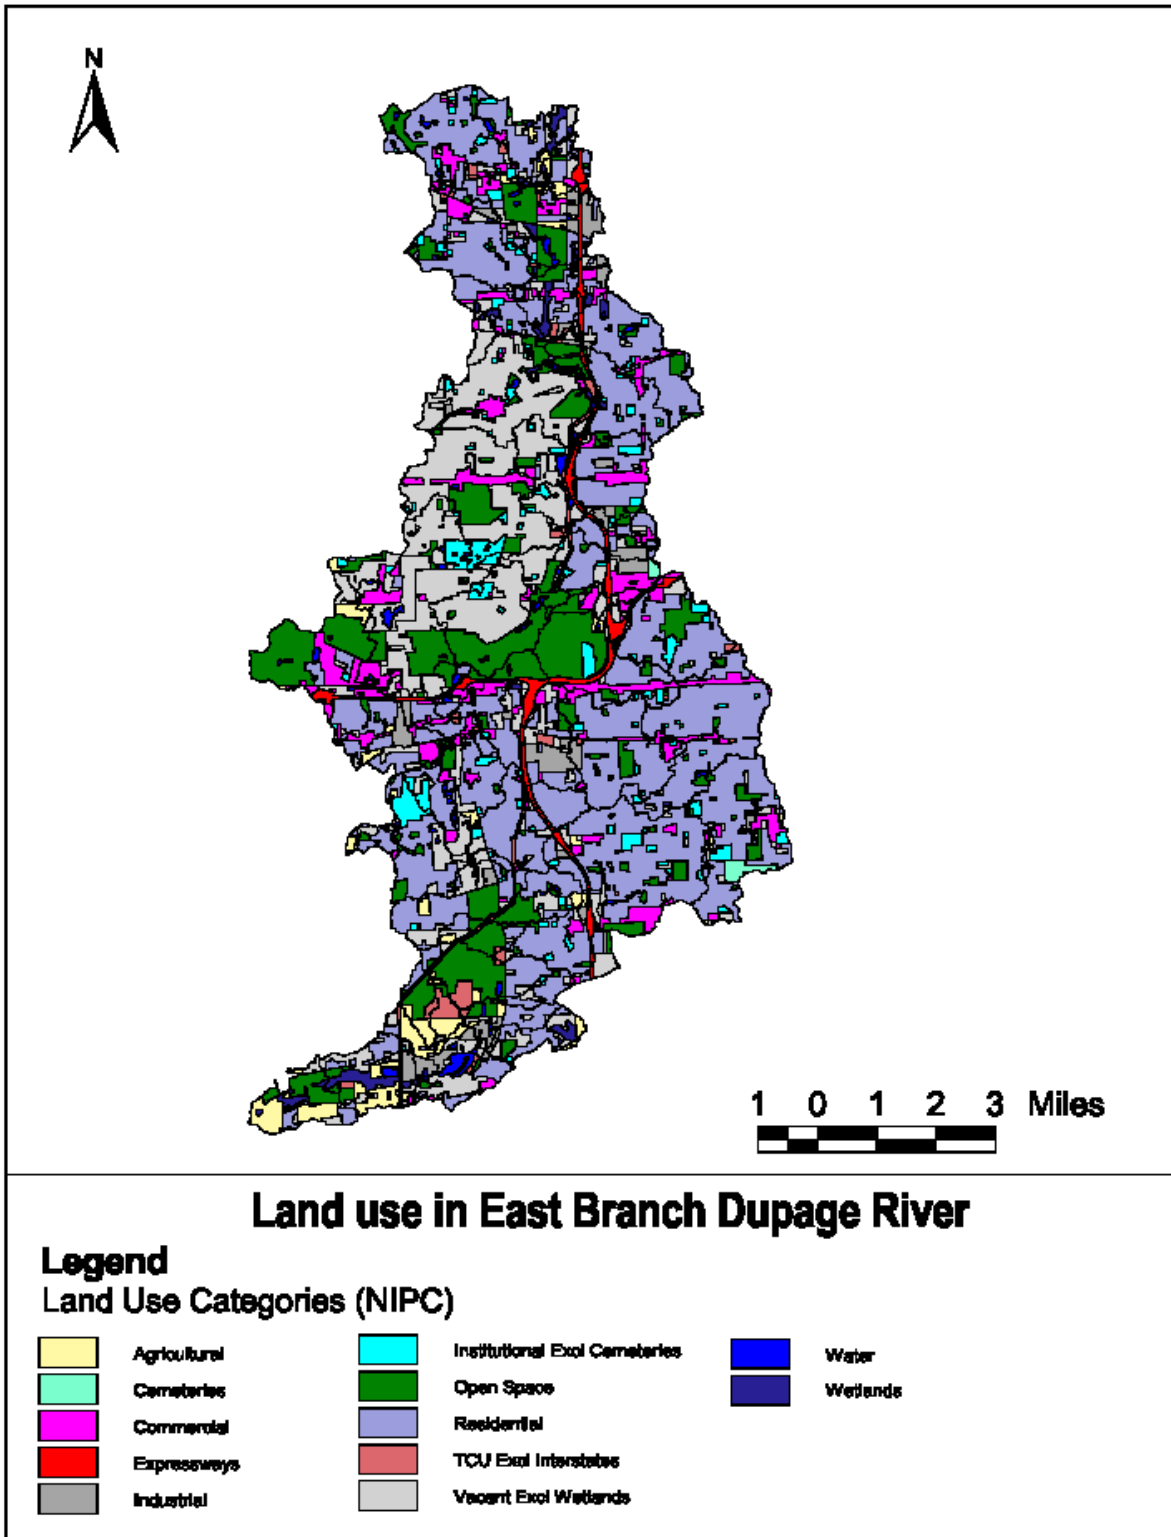 N
1 0 1 2 3 Miles
Land use in East Branch Dupage River
Legend
Land Use Categories (NIPC)
Agricultural
Cemeteries
Commercial
Expressways
Industrial
Institutional Excl Cemeteries
Open Space
Residential
TCU Excl Interstates
Vacant Excl Wetlands
Water
Wetlands